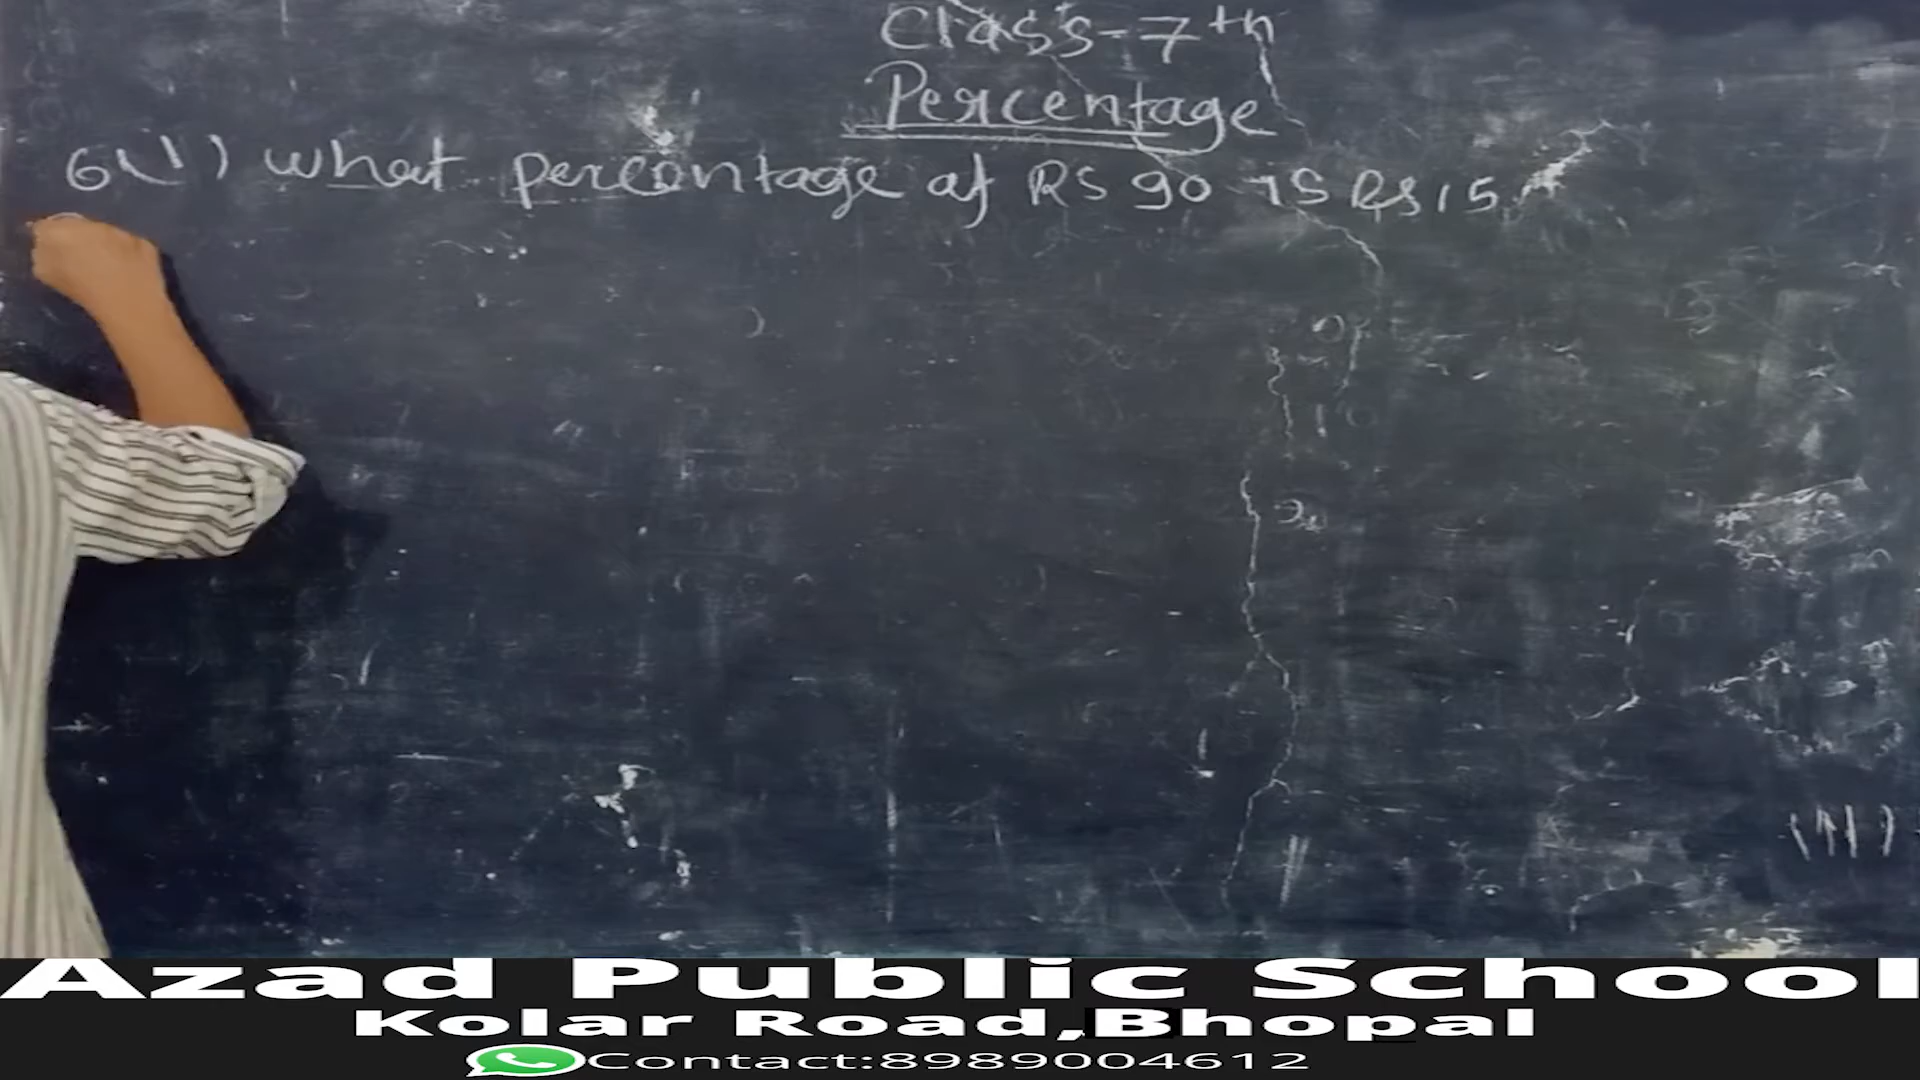 Class-7th
Percentage
6(1) what percentage of RS 90 is RS 15
Azad Public School
Kolar Road,Bhopal
Contact:8989004612